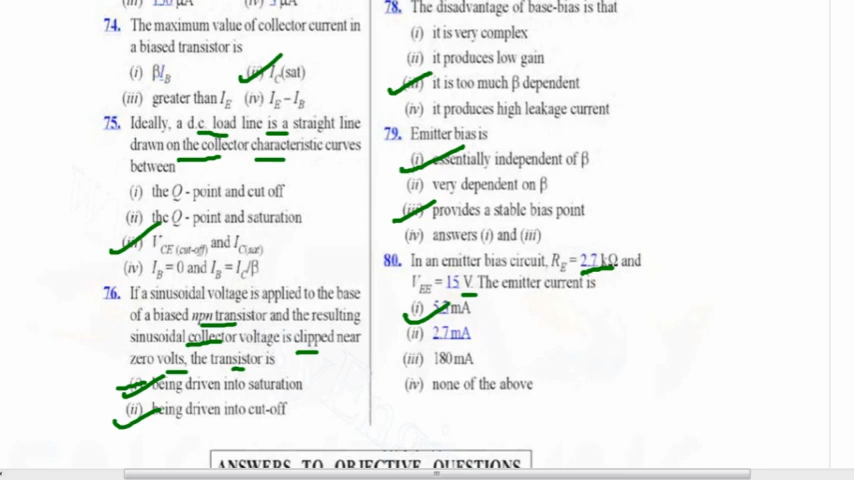 (iii) 150 μA (iv) 3 μA
74. The maximum value of collector current in
a biased transistor is
(i) βI_B (ii) I_C(sat)
(iii) greater than I_E (iv) I_E – I_B
75. Ideally, a d.c. load line is a straight line
drawn on the collector characteristic curves
between
(i) the Q - point and cut off
(ii) the Q - point and saturation
(iii) V_CE (cut-off) and I_C(sat)
(iv) I_B = 0 and I_B = I_C/β
76. If a sinusoidal voltage is applied to the base
of a biased npn transistor and the resulting
sinusoidal collector voltage is clipped near
zero volts, the transistor is
(i) being driven into saturation
(ii) being driven into cut-off
78. The disadvantage of base-bias is that
(i) it is very complex
(ii) it produces low gain
(iii) it is too much β dependent
(iv) it produces high leakage current
79. Emitter bias is
(i) essentially independent of β
(ii) very dependent on β
(iii) provides a stable bias point
(iv) answers (i) and (iii)
80. In an emitter bias circuit, R_E = 2.7 kΩ and
V_EE = 15 V. The emitter current is
(i) mA
(ii) 2.7 mA
(iii) 180 mA
(iv) none of the above
ANSWERS TO OBJECTIVE QUESTIONS